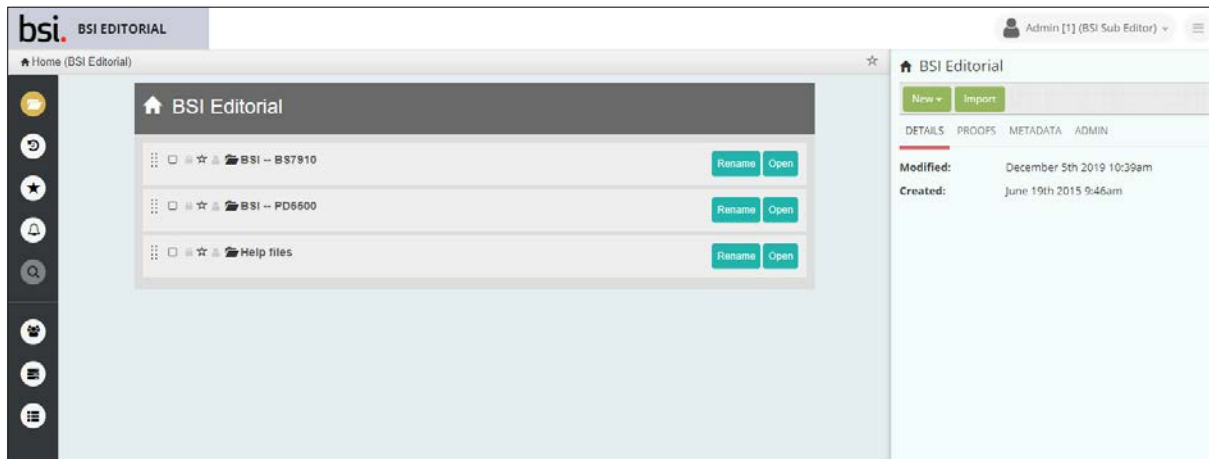 bsi. BSI EDITORIAL
Admin [1] (BSI Sub Editor)
Home (BSI Editorial)
BSI Editorial
BSI -- BS7910
Rename Open
BSI -- PD6500
Rename Open
Help files
Rename Open
BSI Editorial
New Import
DETAILS PROOFS METADATA ADMIN
Modified: December 5th 2019 10:39am
Created: June 19th 2015 9:46am